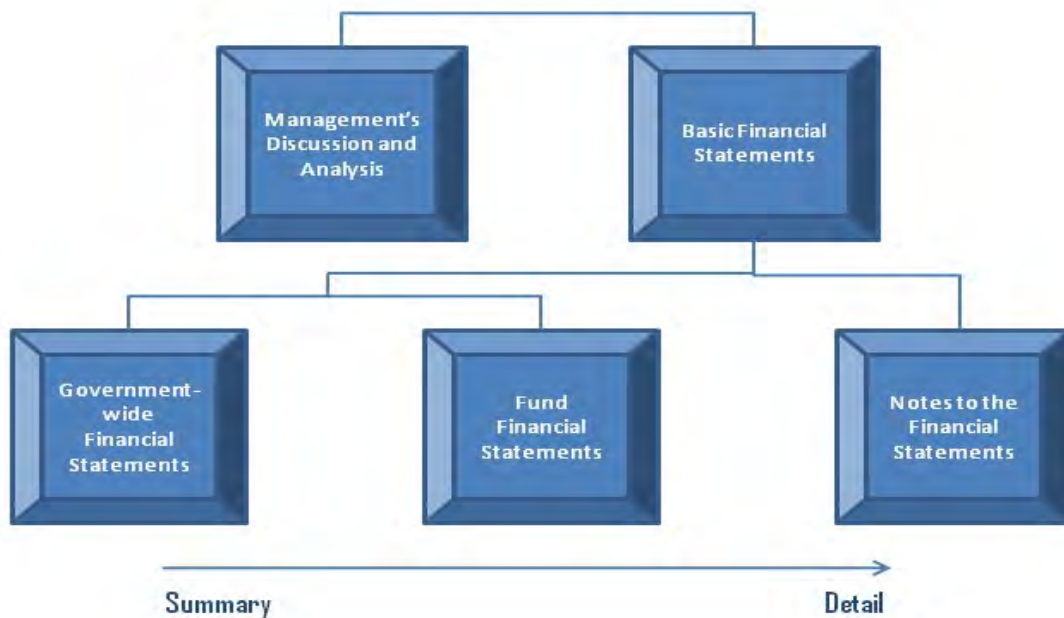 Management's
Discussion and
Analysis
Basic Financial
Statements
Government-
wide
Financial
Statements
Fund
Financial
Statements
Notes to the
Financial
Statements
Summary
Detail